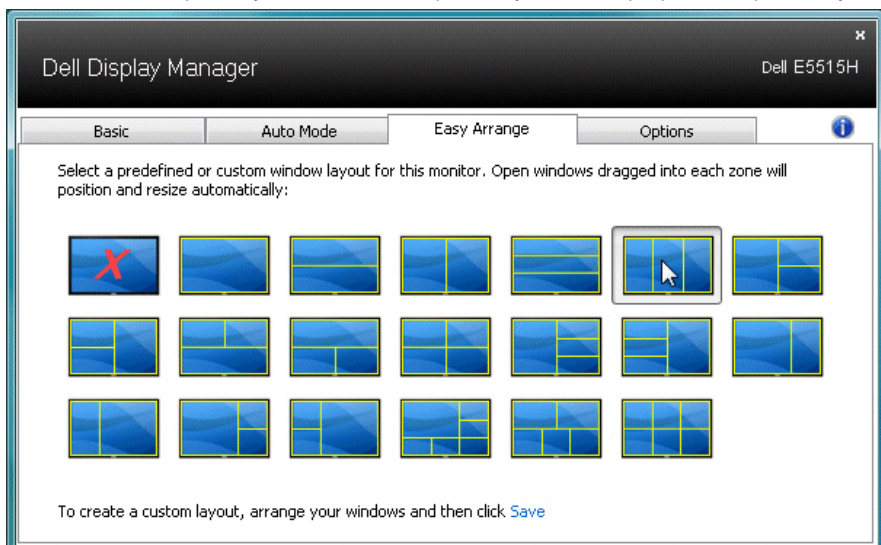 x
Dell Display Manager
Dell E5515H
Basic
Auto Mode
Easy Arrange
Options
i
Select a predefined or custom window layout for this monitor. Open windows dragged into each zone will
position and resize automatically:
X
To create a custom layout, arrange your windows and then click Save